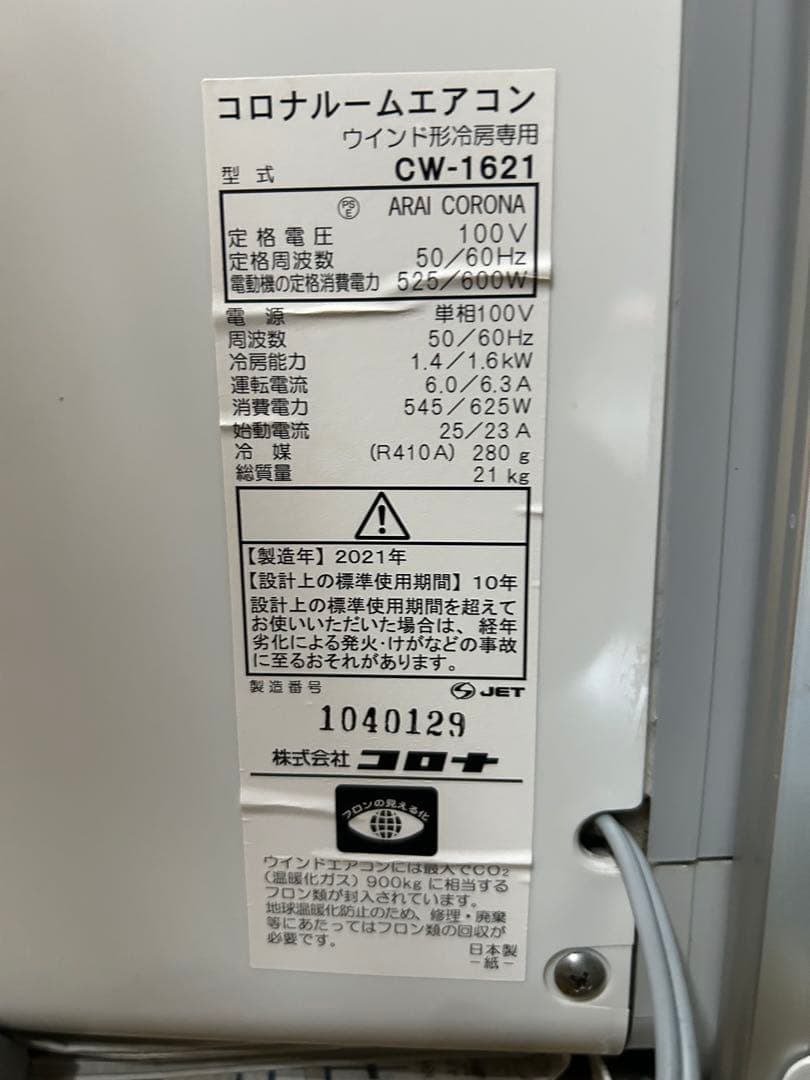 コロナルームエアコン
ウインド形冷房専用
型式 CW-1621
PSE ARAI CORONA
定格電圧 100V
定格周波数 50/60Hz
電動機の定格消費電力 525/600W
電源 単相100V
周波数 50/60Hz
冷房能力 1.4/1.6kW
運転電流 6.0/6.3A
消費電力 545/625W
始動電流 25/23A
冷媒 (R410A) 280g
総質量 21kg
【製造年】2021年
【設計上の標準使用期間】10年
設計上の標準使用期間を超えて
お使いいただいた場合は、経年
劣化による発火・けがなどの事故
に至るおそれがあります。
製造番号 JET
1040129
株式会社 コロナ
フロンの見える化
ウインドエアコンには最大でCO₂
(温暖化ガス) 900kgに相当する
フロン類が封入されています。
地球温暖化防止のため、修理・廃棄
等にあたってはフロン類の回収が
必要です。
日本製
-紙-